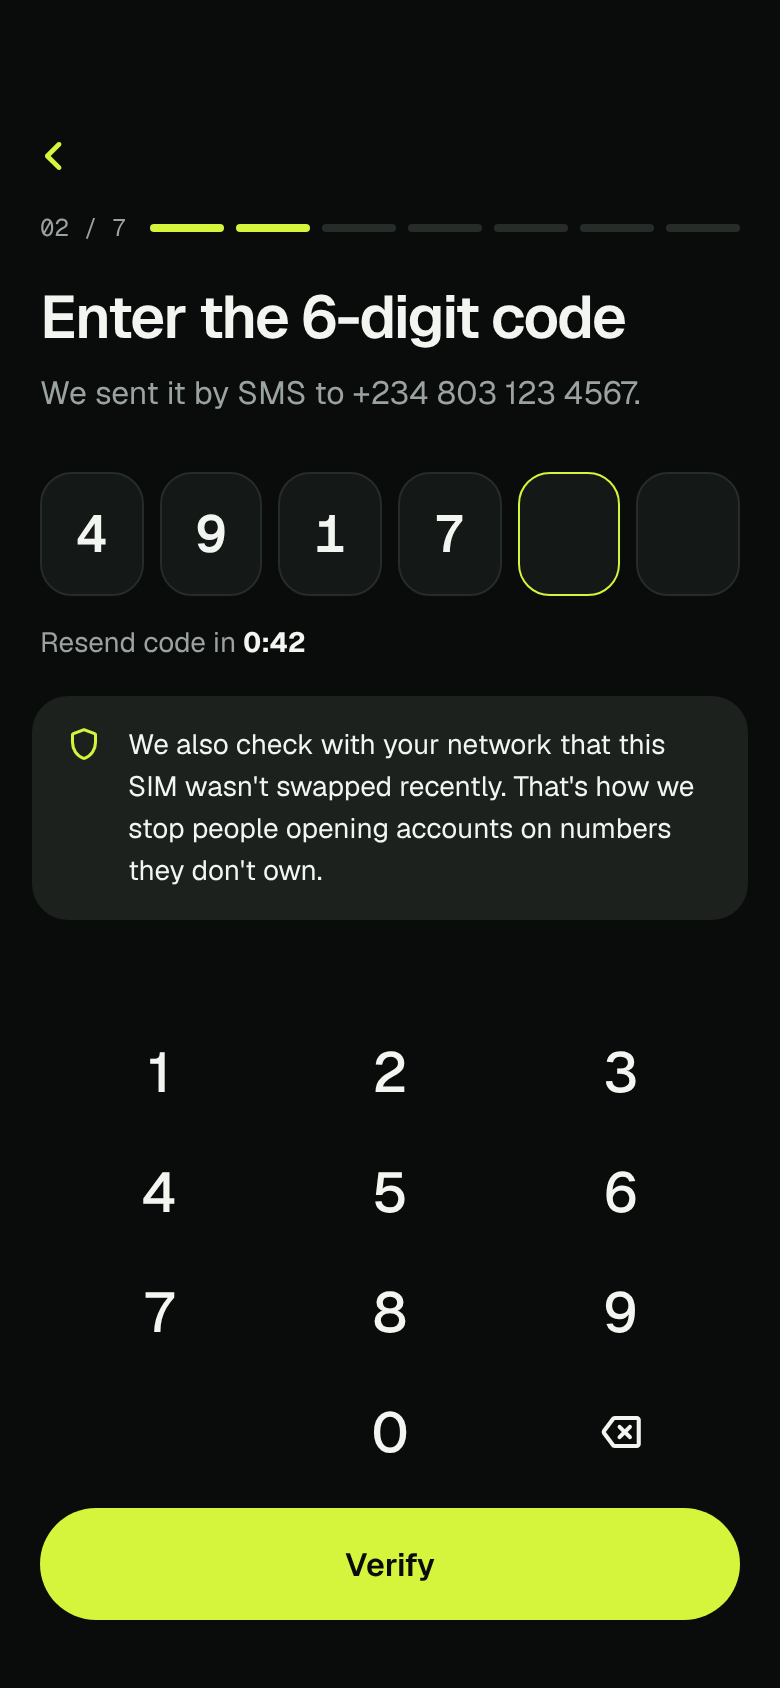 02 / 7
Enter the 6-digit code
We sent it by SMS to +234 803 123 4567.
4 9 1 7
Resend code in 0:42
We also check with your network that this
SIM wasn't swapped recently. That's how we
stop people opening accounts on numbers
they don't own.
1 2 3
4 5 6
7 8 9
0
Verify